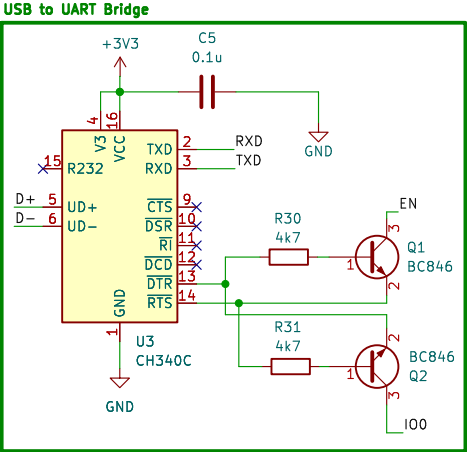 USB to UART Bridge
+3V3
C5
0.1u
GND
4
16
V3
VCC
15
R232
TXD
2
RXD
RXD
3
TXD
D+
5
UD+
D-
6
UD-
CTS
9
DSR
10
RI
11
DCD
12
DTR
13
RTS
14
GND
1
U3
CH340C
GND
R30
4k7
EN
3
Q1
BC846
1
2
R31
4k7
2
BC846
Q2
1
3
IO0